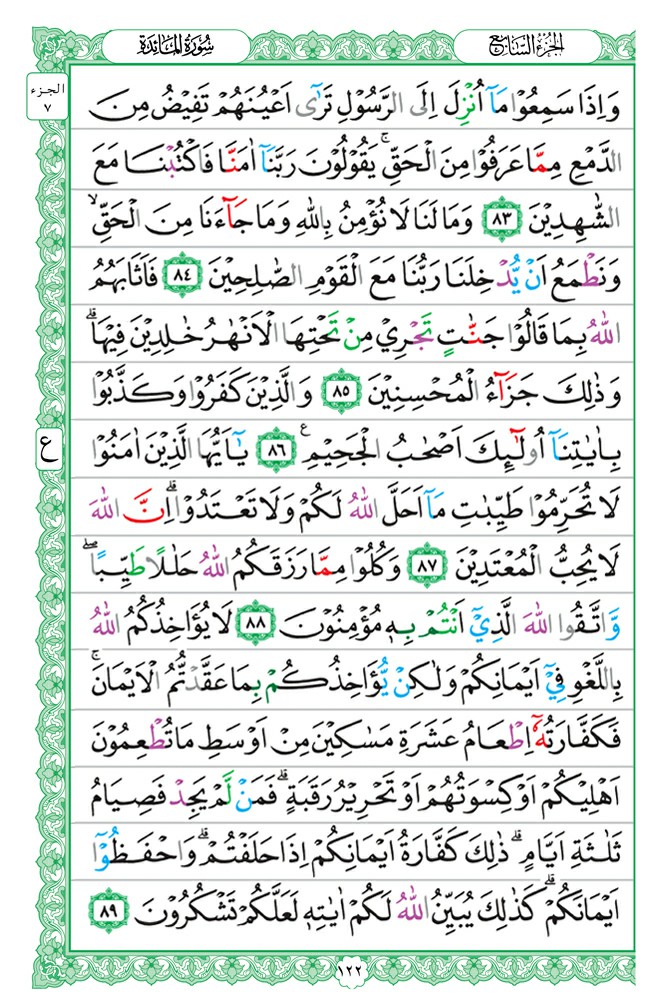 الجزء السابع
سورة المائدة
الجزء
٧
وَاِذَا سَمِعُوْا مَآ اُنْزِلَ اِلَى الرَّسُوْلِ تَرٰٓى اَعْيُنَهُمْ تَفِيْضُ مِنَ
الدَّمْعِ مِمَّا عَرَفُوْا مِنَ الْحَقِّۚ يَقُوْلُوْنَ رَبَّنَآ اٰمَنَّا فَاكْتُبْنَا مَعَ
الشّٰهِدِيْنَ ٨٣ وَمَا لَنَا لَا نُؤْمِنُ بِاللّٰهِ وَمَا جَآءَنَا مِنَ الْحَقِّۙ
وَنَطْمَعُ اَنْ يُّدْخِلَنَا رَبُّنَا مَعَ الْقَوْمِ الصّٰلِحِيْنَ ٨٤ فَاَثَابَهُمُ
اللّٰهُ بِمَا قَالُوْا جَنّٰتٍ تَجْرِيْ مِنْ تَحْتِهَا الْاَنْهٰرُ خٰلِدِيْنَ فِيْهَاۗ
وَذٰلِكَ جَزَآءُ الْمُحْسِنِيْنَ ٨٥ وَالَّذِيْنَ كَفَرُوْا وَكَذَّبُوْا
بِاٰيٰتِنَآ اُولٰٓئِكَ اَصْحٰبُ الْجَحِيْمِ ࣖ ٨٦ يٰٓاَيُّهَا الَّذِيْنَ اٰمَنُوْا
ع
لَا تُحَرِّمُوْا طَيِّبٰتِ مَآ اَحَلَّ اللّٰهُ لَكُمْ وَلَا تَعْتَدُوْاۗ اِنَّ اللّٰهَ
لَا يُحِبُّ الْمُعْتَدِيْنَ ٨٧ وَكُلُوْا مِمَّا رَزَقَكُمُ اللّٰهُ حَلٰلًا طَيِّبًاۖ
وَّاتَّقُوا اللّٰهَ الَّذِيْٓ اَنْتُمْ بِهٖ مُؤْمِنُوْنَ ٨٨ لَا يُؤَاخِذُكُمُ اللّٰهُ
بِاللَّغْوِ فِيْٓ اَيْمَانِكُمْ وَلٰكِنْ يُّؤَاخِذُكُمْ بِمَا عَقَّدْتُّمُ الْاَيْمَانَۚ
فَكَفَّارَتُهٗٓ اِطْعَامُ عَشَرَةِ مَسٰكِيْنَ مِنْ اَوْسَطِ مَا تُطْعِمُوْنَ
اَهْلِيْكُمْ اَوْ كِسْوَتُهُمْ اَوْ تَحْرِيْرُ رَقَبَةٍۗ فَمَنْ لَّمْ يَجِدْ فَصِيَامُ
ثَلٰثَةِ اَيَّامٍۗ ذٰلِكَ كَفَّارَةُ اَيْمَانِكُمْ اِذَا حَلَفْتُمْۗ وَاحْفَظُوْٓا
اَيْمَانَكُمْۗ كَذٰلِكَ يُبَيِّنُ اللّٰهُ لَكُمْ اٰيٰتِهٖ لَعَلَّكُمْ تَشْكُرُوْنَ ٨٩
١٢٢